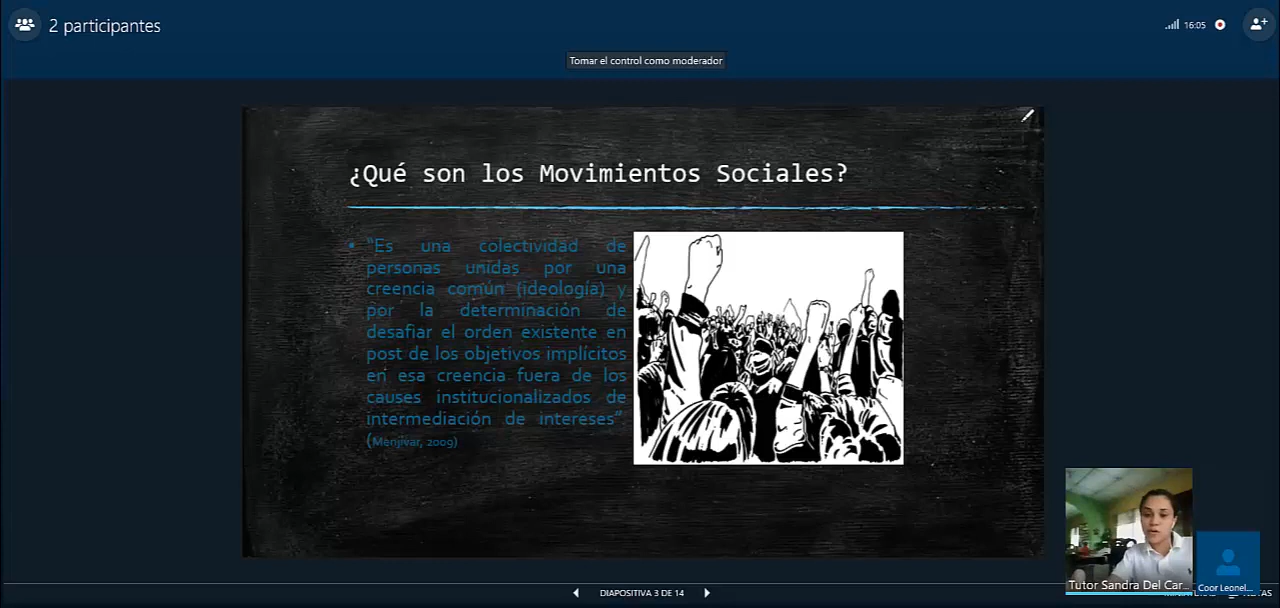 2 participantes
16:05
Tomar el control como moderador
¿Qué son los Movimientos Sociales?
• “Es una colectividad de
personas unidas por una
creencia común (ideología) y
por la determinación de
desafiar el orden existente en
post de los objetivos implícitos
en esa creencia fuera de los
causes institucionalizados de
intermediación de intereses”.
(Menjívar, 2009)
Tutor Sandra Del Car...
Coor Leonel...
DIAPOSITIVA 3 DE 14
NOTAS